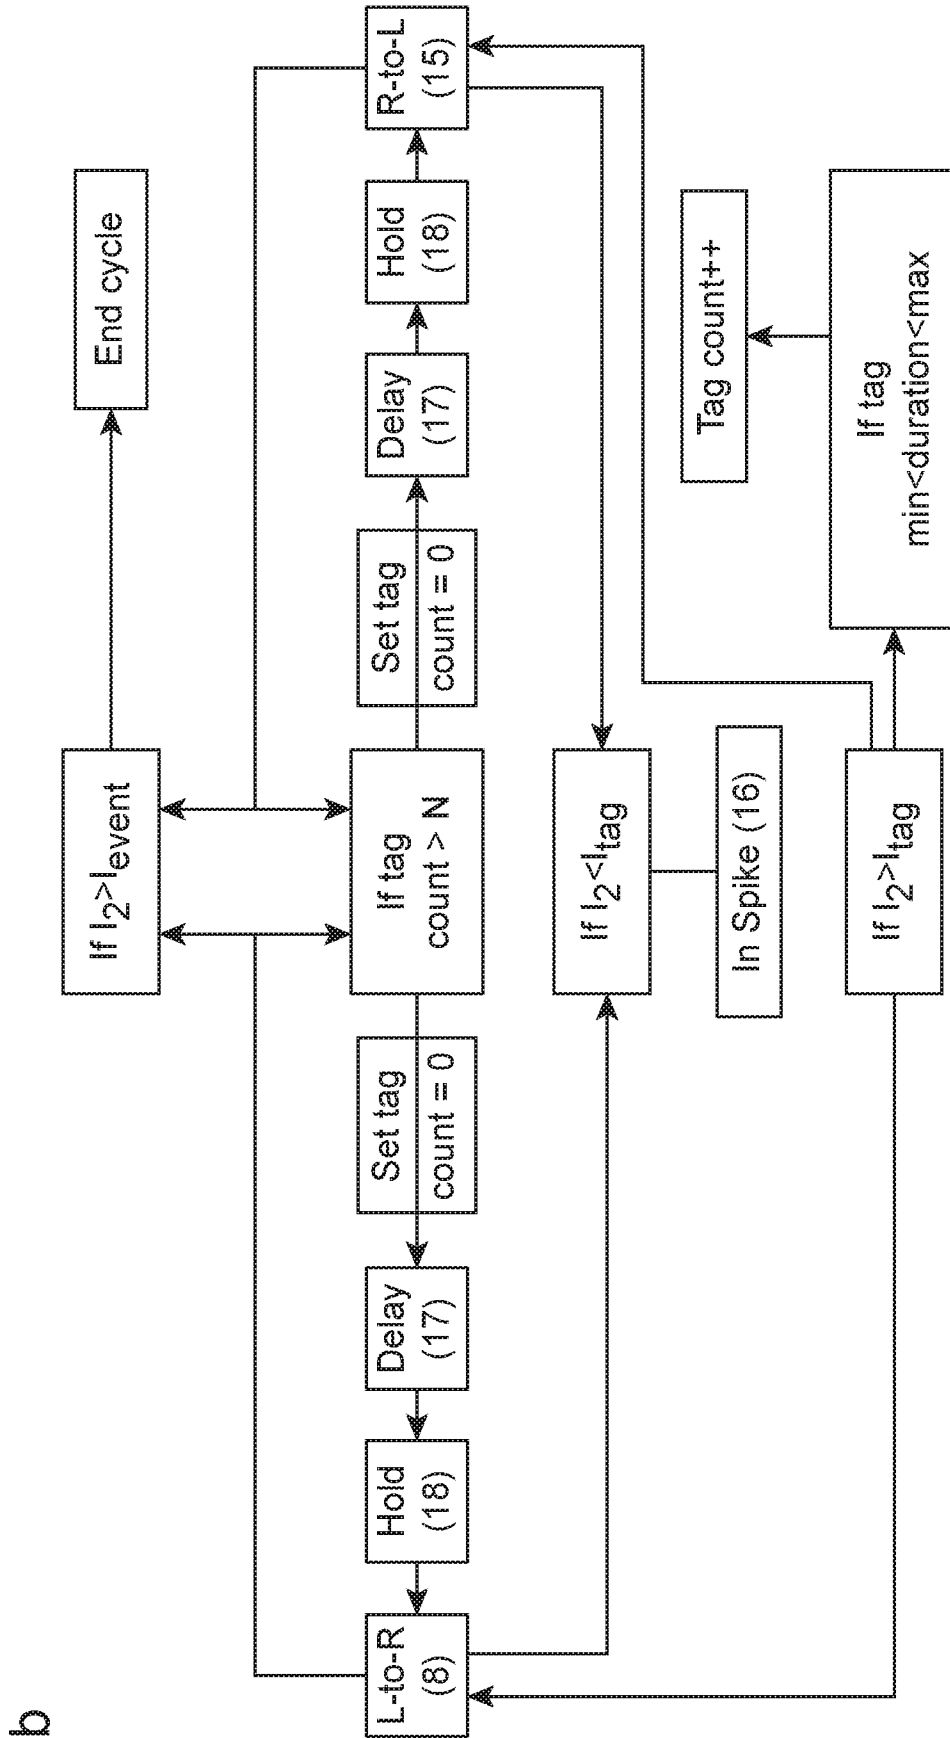 b
If I2>Ievent
End cycle
L-to-R
(8)
Hold
(18)
Delay
(17)
Set tag
count = 0
If tag
count > N
Set tag
count = 0
Delay
(17)
Hold
(18)
R-to-L
(15)
If I2<Itag
In Spike (16)
Tag count++
If I2>Itag
If tag
min<duration<max